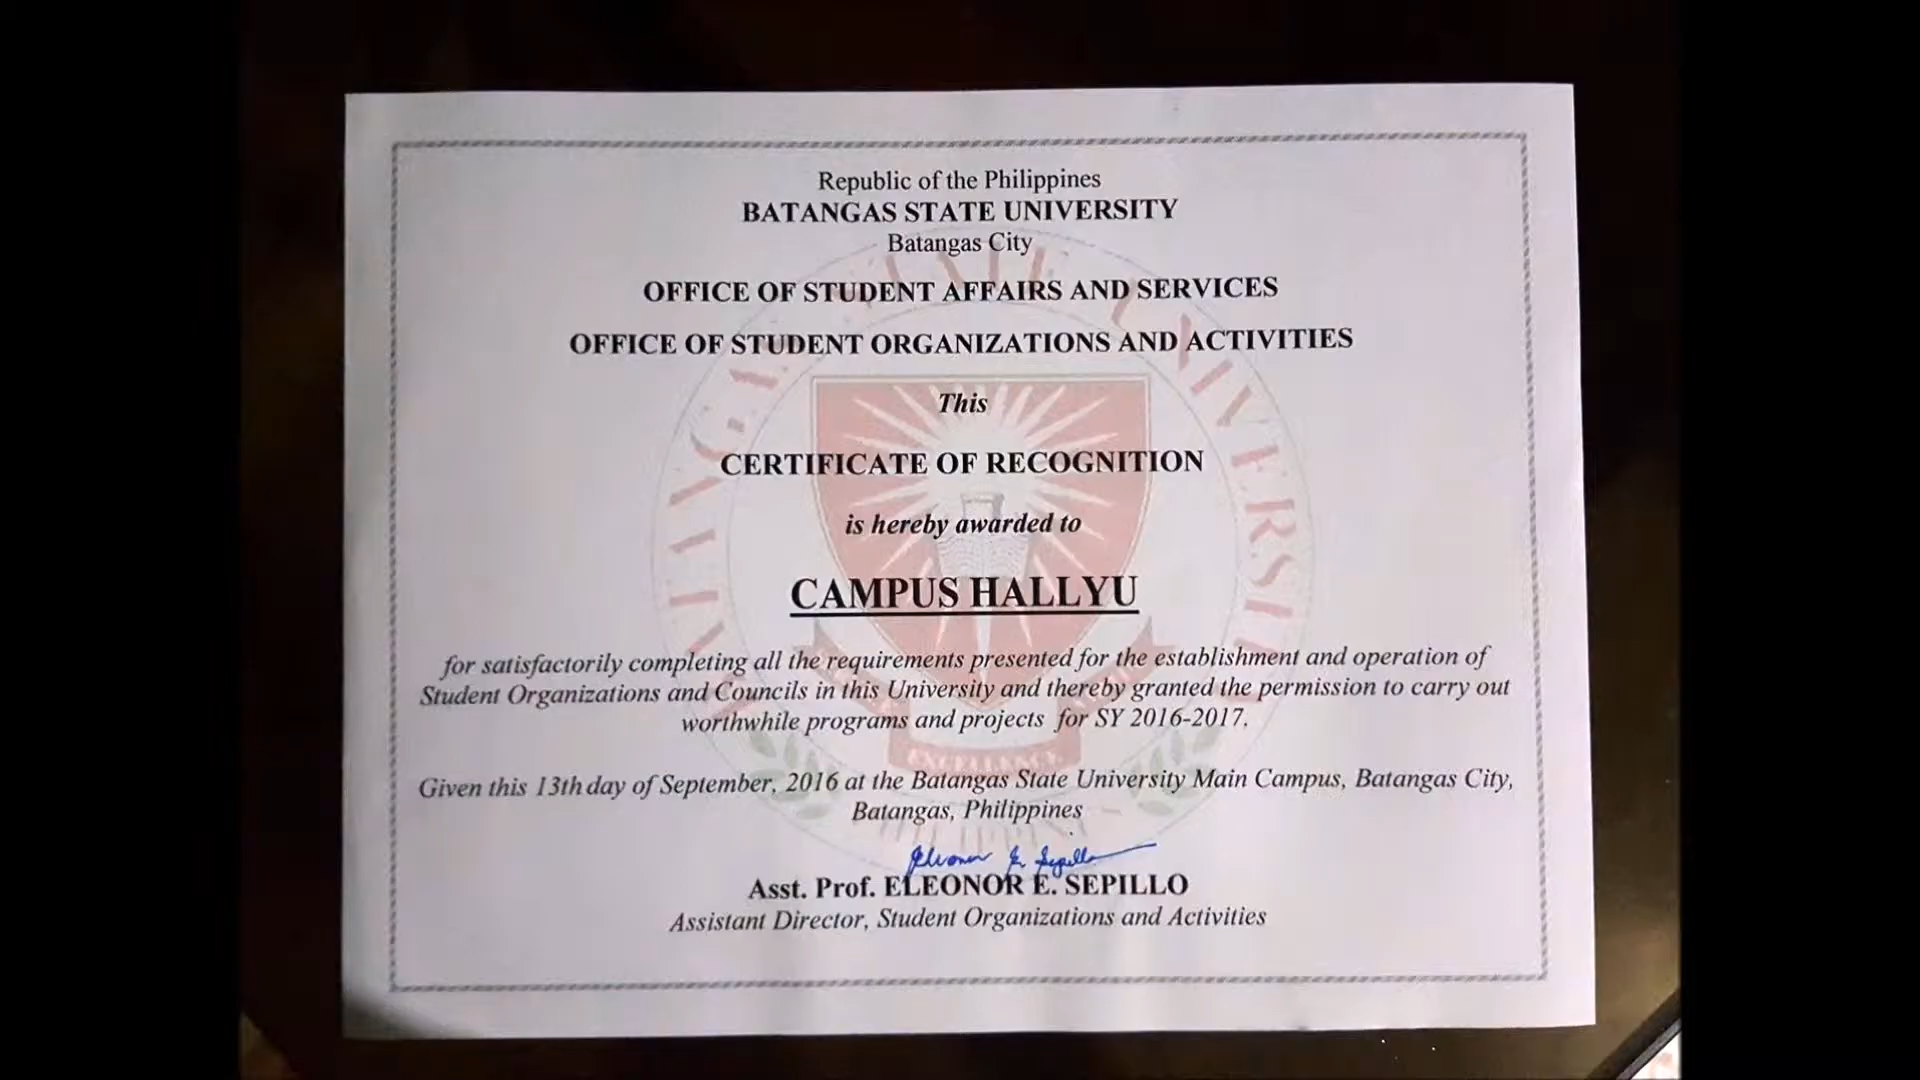 Republic of the Philippines
BATANGAS STATE UNIVERSITY
Batangas City
OFFICE OF STUDENT AFFAIRS AND SERVICES
OFFICE OF STUDENT ORGANIZATIONS AND ACTIVITIES
This
CERTIFICATE OF RECOGNITION
is hereby awarded to
CAMPUS HALLYU
for satisfactorily completing all the requirements presented for the establishment and operation of
Student Organizations and Councils in this University and thereby granted the permission to carry out
worthwhile programs and projects for SY 2016-2017.
EXCELLANCE
Given this 13th day of September, 2016 at the Batangas State University Main Campus, Batangas City,
Batangas, Philippines
Asst. Prof. ELEONOR E. SEPILLO
Assistant Director, Student Organizations and Activities